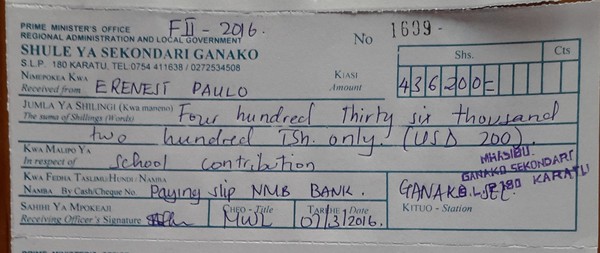 PRIME MINISTER'S OFFICE
FII - 2016.
REGIONAL ADMINISTRATION AND LOCAL GOVERNMENT
SHULE YA SEKONDARI GANAKO
S.L.P. 180 KARATU, TEL.0754 411638 / 0272534508
No 1699
Shs. Cts
NIMEPOKEA KWA
Received from ERENEST PAULO
KIASI
Amount 436200=
JUMLA YA SHILINGI (Kwa maneno)
The sums of Shillings (Words) Four hundred thirty six thousand
two hundred Tsh. only. (USD 200).
KWA MALIPO YA
In respect of school contribution
KWA FEDHA TASLIMU/HUNDI/NAMBA
NAMBA By Cash/Cheque No. Paying slip NMB BANK.
MHASIBU
GANAKO SEKONDARI
KARATU
GANAKO
KITUO - Station
SAHIHI YA MPOKEAJI
Receiving Officer's Signature
CHEO - Title
MWL
TAREHE - Date
07/3/2016.
PRIME MINISTER'S OFFICE